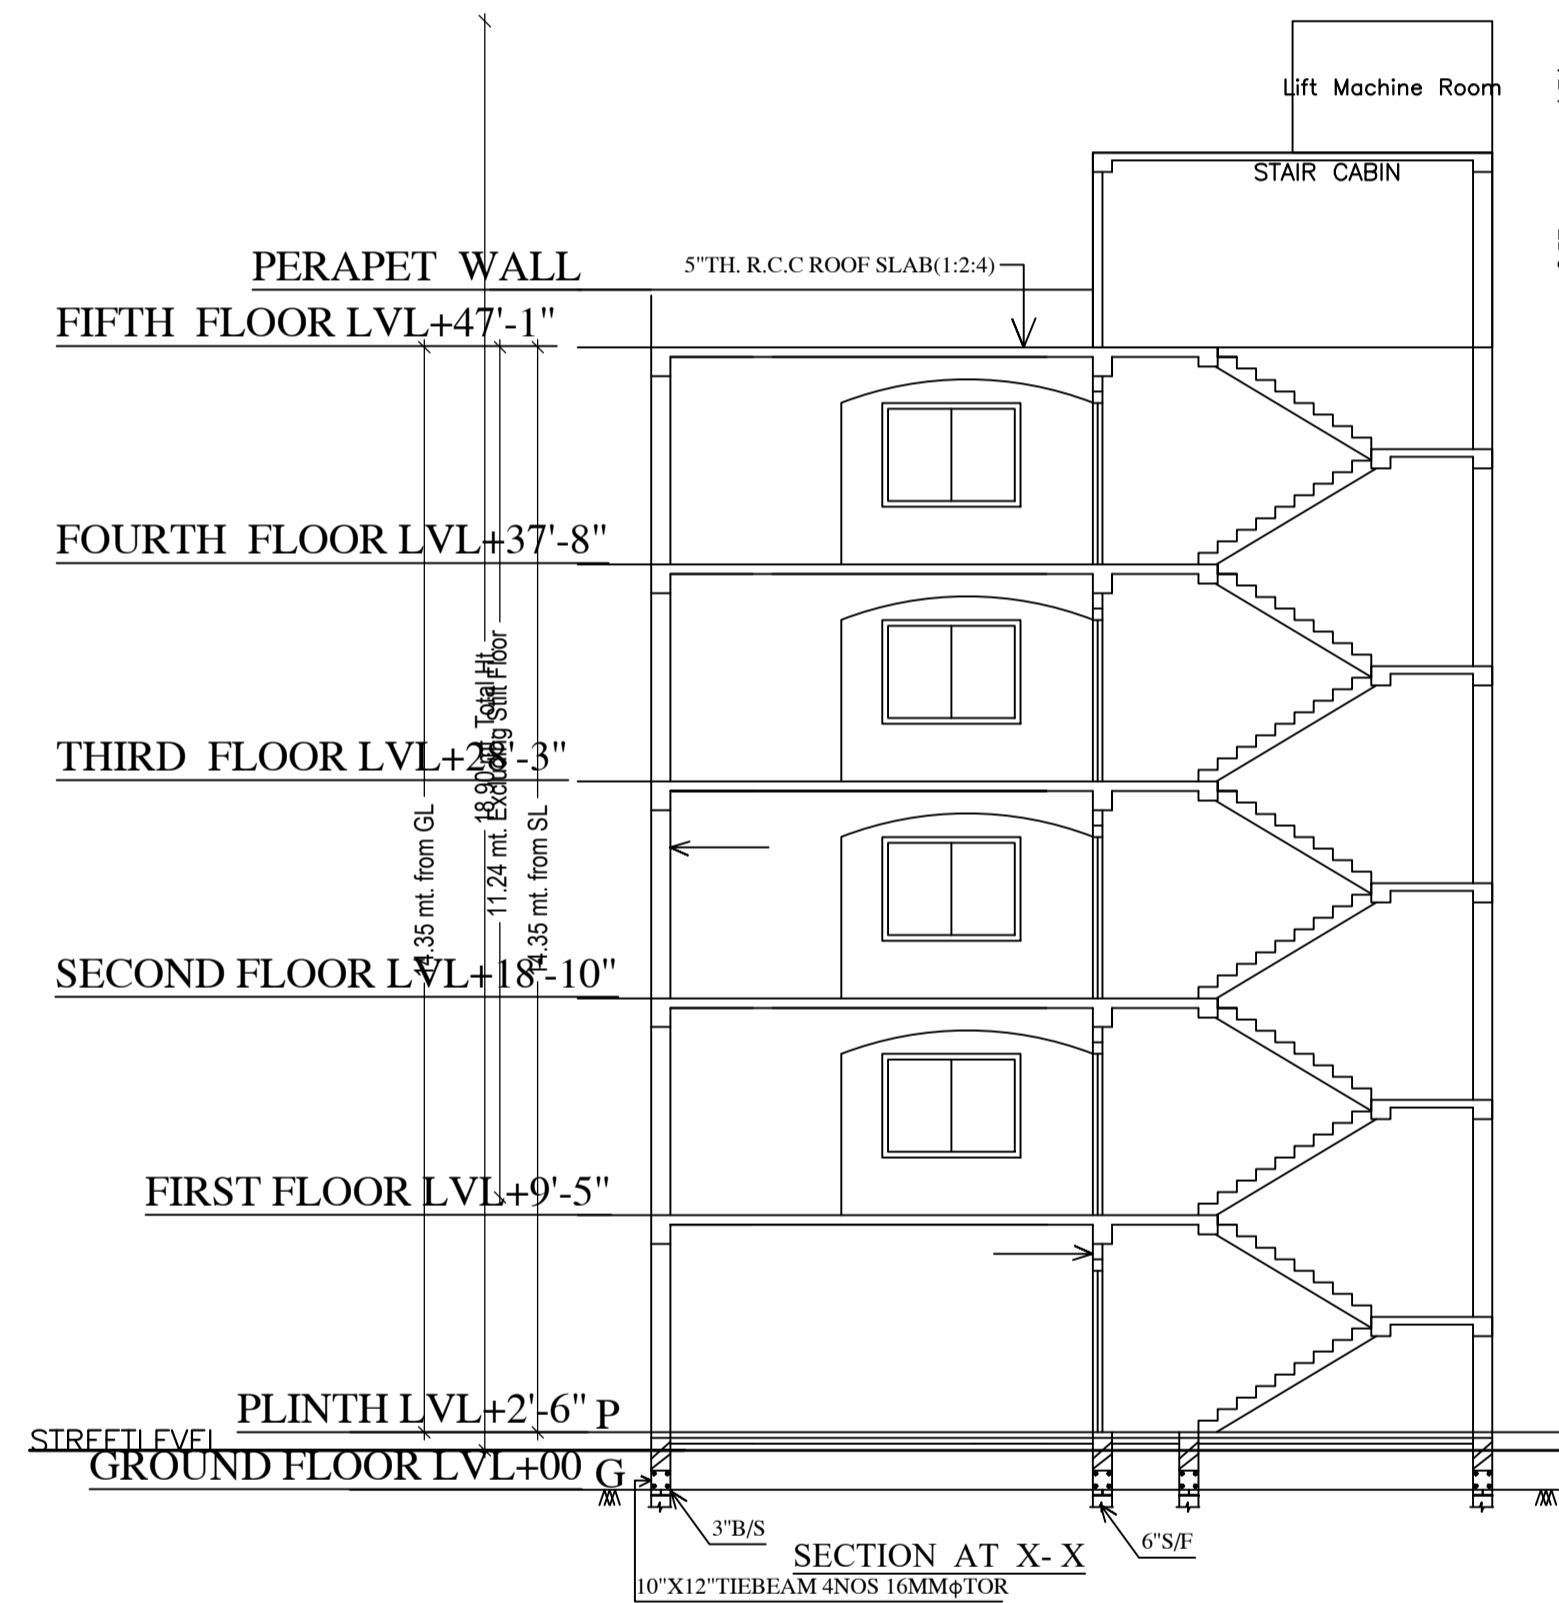 Lift Machine Room
STAIR CABIN
PERAPET WALL
5"TH. R.C.C ROOF SLAB(1:2:4)
FIFTH FLOOR LVL+47'-1"
FOURTH FLOOR LVL+37'-8"
18.90 mt. Total Ht.
11.24 mt. Excluding Stilt Floor
THIRD FLOOR LVL+28'-3"
14.35 mt. from GL
14.35 mt. from SL
SECOND FLOOR LVL+18'-10"
FIRST FLOOR LVL+9'-5"
PLINTH LVL+2'-6" P
STREETLEVEL
GROUND FLOOR LVL+00 G
3"B/S
6"S/F
SECTION AT X- X
10"X12"TIEBEAM 4NOS 16MMϕTOR